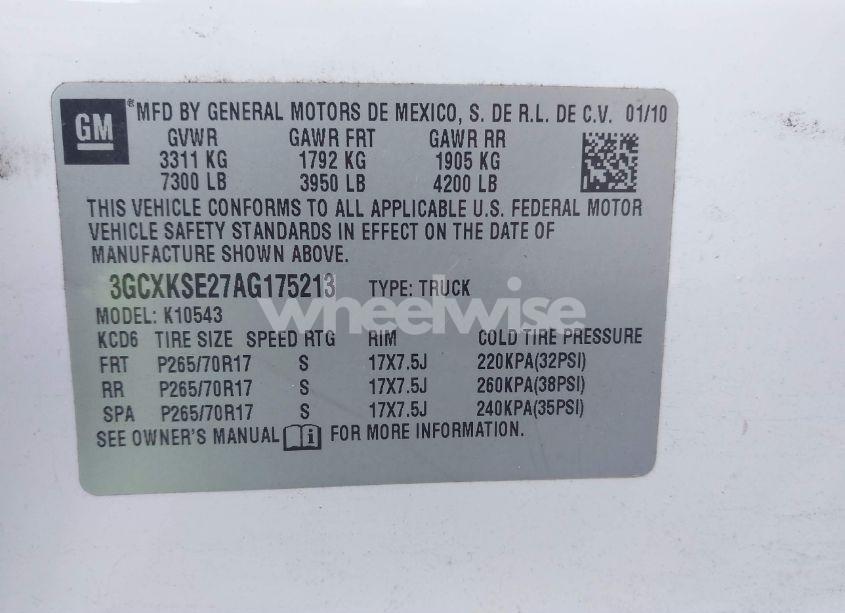 GM ® MFD BY GENERAL MOTORS DE MEXICO, S. DE R.L. DE C.V. 01/10
GVWR GAWR FRT GAWR RR
3311 KG 1792 KG 1905 KG
7300 LB 3950 LB 4200 LB
THIS VEHICLE CONFORMS TO ALL APPLICABLE U.S. FEDERAL MOTOR
VEHICLE SAFETY STANDARDS IN EFFECT ON THE DATE OF
MANUFACTURE SHOWN ABOVE.
3GCXKSE27AG175213 TYPE: TRUCK
wheelwise
MODEL: K10543
KCD6 TIRE SIZE SPEED RTG RIM COLD TIRE PRESSURE
FRT P265/70R17 S 17X7.5J 220KPA(32PSI)
RR P265/70R17 S 17X7.5J 260KPA(38PSI)
SPA P265/70R17 S 17X7.5J 240KPA(35PSI)
SEE OWNER'S MANUAL i FOR MORE INFORMATION.